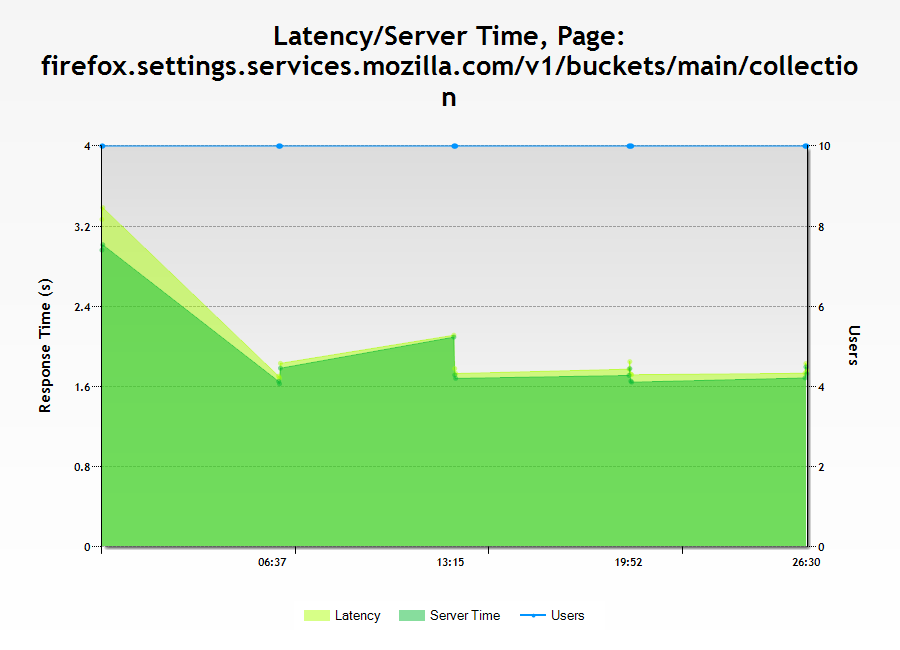 Latency/Server Time, Page:
firefox.settings.services.mozilla.com/v1/buckets/main/collectio
n
4
10
3.2
8
2.4
6
Response Time (s)
Users
1.6
4
0.8
2
0
0
06:37
13:15
19:52
26:30
Latency
Server Time
Users